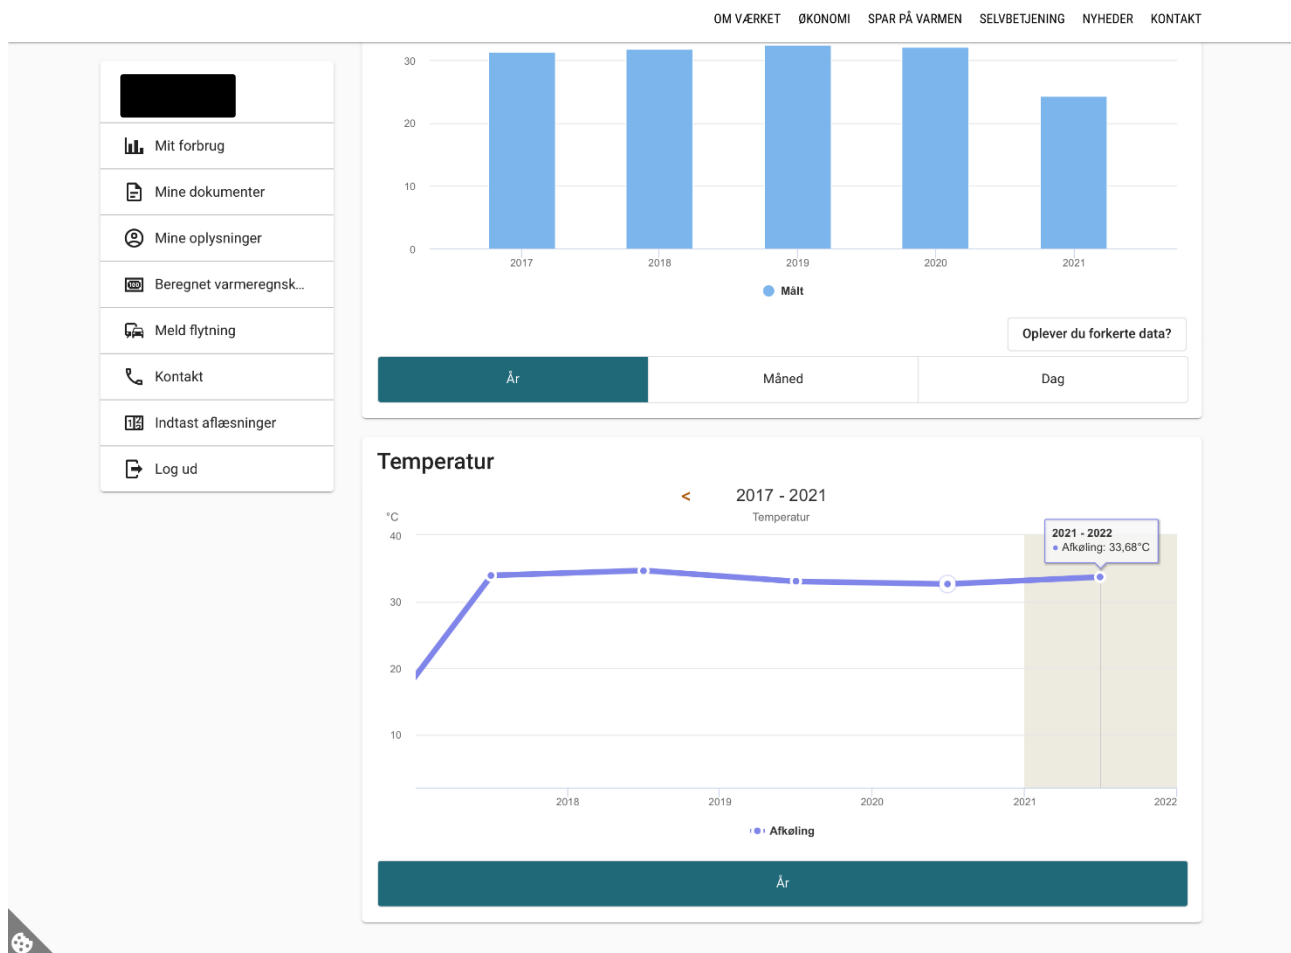 OM VÆRKET ØKONOMI SPAR PÅ VARMEN SELVBETJENING NYHEDER KONTAKT
Mit forbrug
Mine dokumenter
Mine oplysninger
Beregnet varmeregnsk...
Meld flytning
Kontakt
Indtast aflæsninger
Log ud
30
20
10
0
2017 2018 2019 2020 2021
Målt
Oplever du forkerte data?
År Måned Dag
Temperatur
< 2017 - 2021
Temperatur
°C
40
30
20
10
2021 - 2022
Afkøling: 33,68°C
2018 2019 2020 2021 2022
Afkøling
År